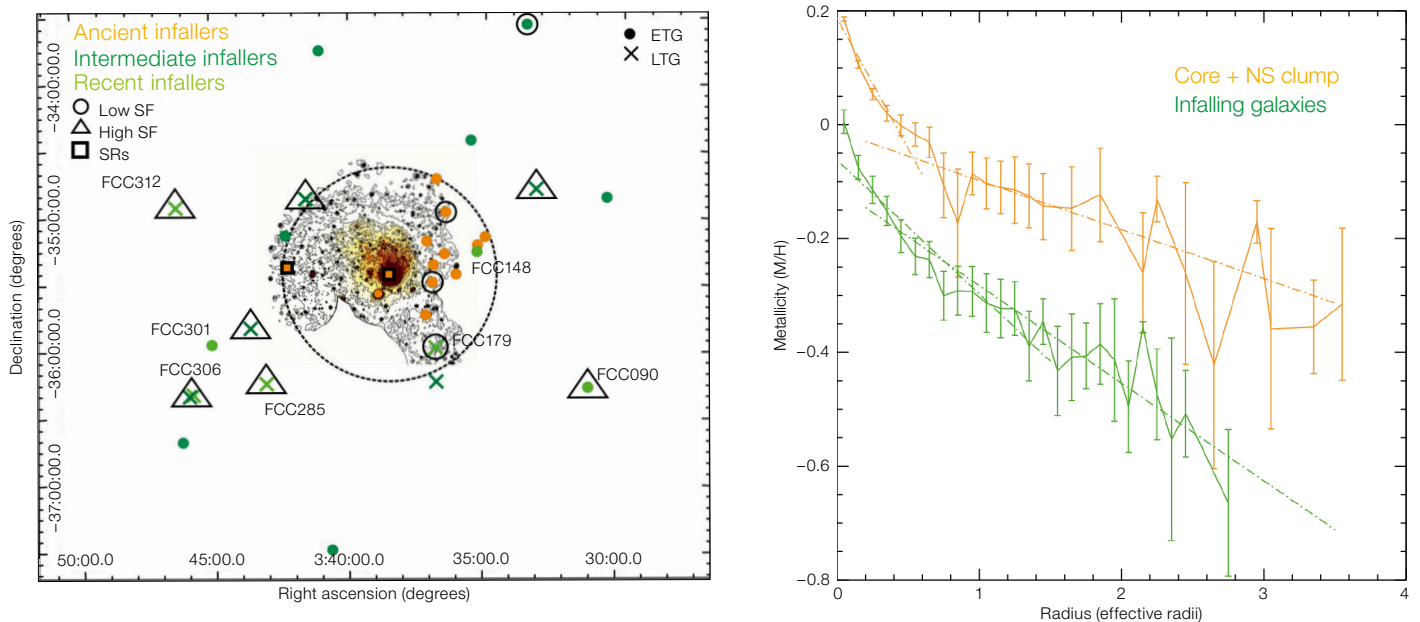 Ancient infallers
Intermediate infallers
Recent infallers
Low SF
High SF
SRs
ETG
LTG
FCC312
FCC148
FCC301
FCC179
FCC306
FCC090
FCC285
−34:00:00.0
−35:00:00.0
−36:00:00.0
−37:00:00.0
Declination (degrees)
50:00.0
45:00.0
3:40:00.0
35:00.0
30:00.0
Right ascension (degrees)
Core + NS clump
Infalling galaxies
0.2
0
−0.2
−0.4
−0.6
−0.8
Metallicity (M/H)
0
1
2
3
4
Radius (effective radii)